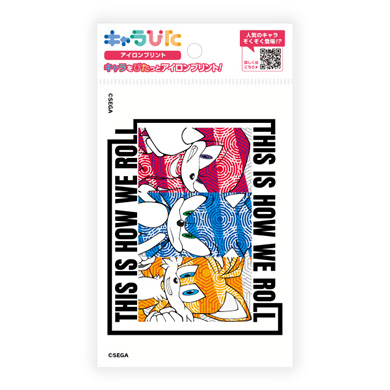 キャラぴた
アイロンプリント
キャラをぴたっとアイロンプリント!
人気のキャラ
ぞくぞく登場!?
詳しくは
こちら
©SEGA
THIS IS HOW WE ROLL
THIS IS HOW WE ROLL
©SEGA